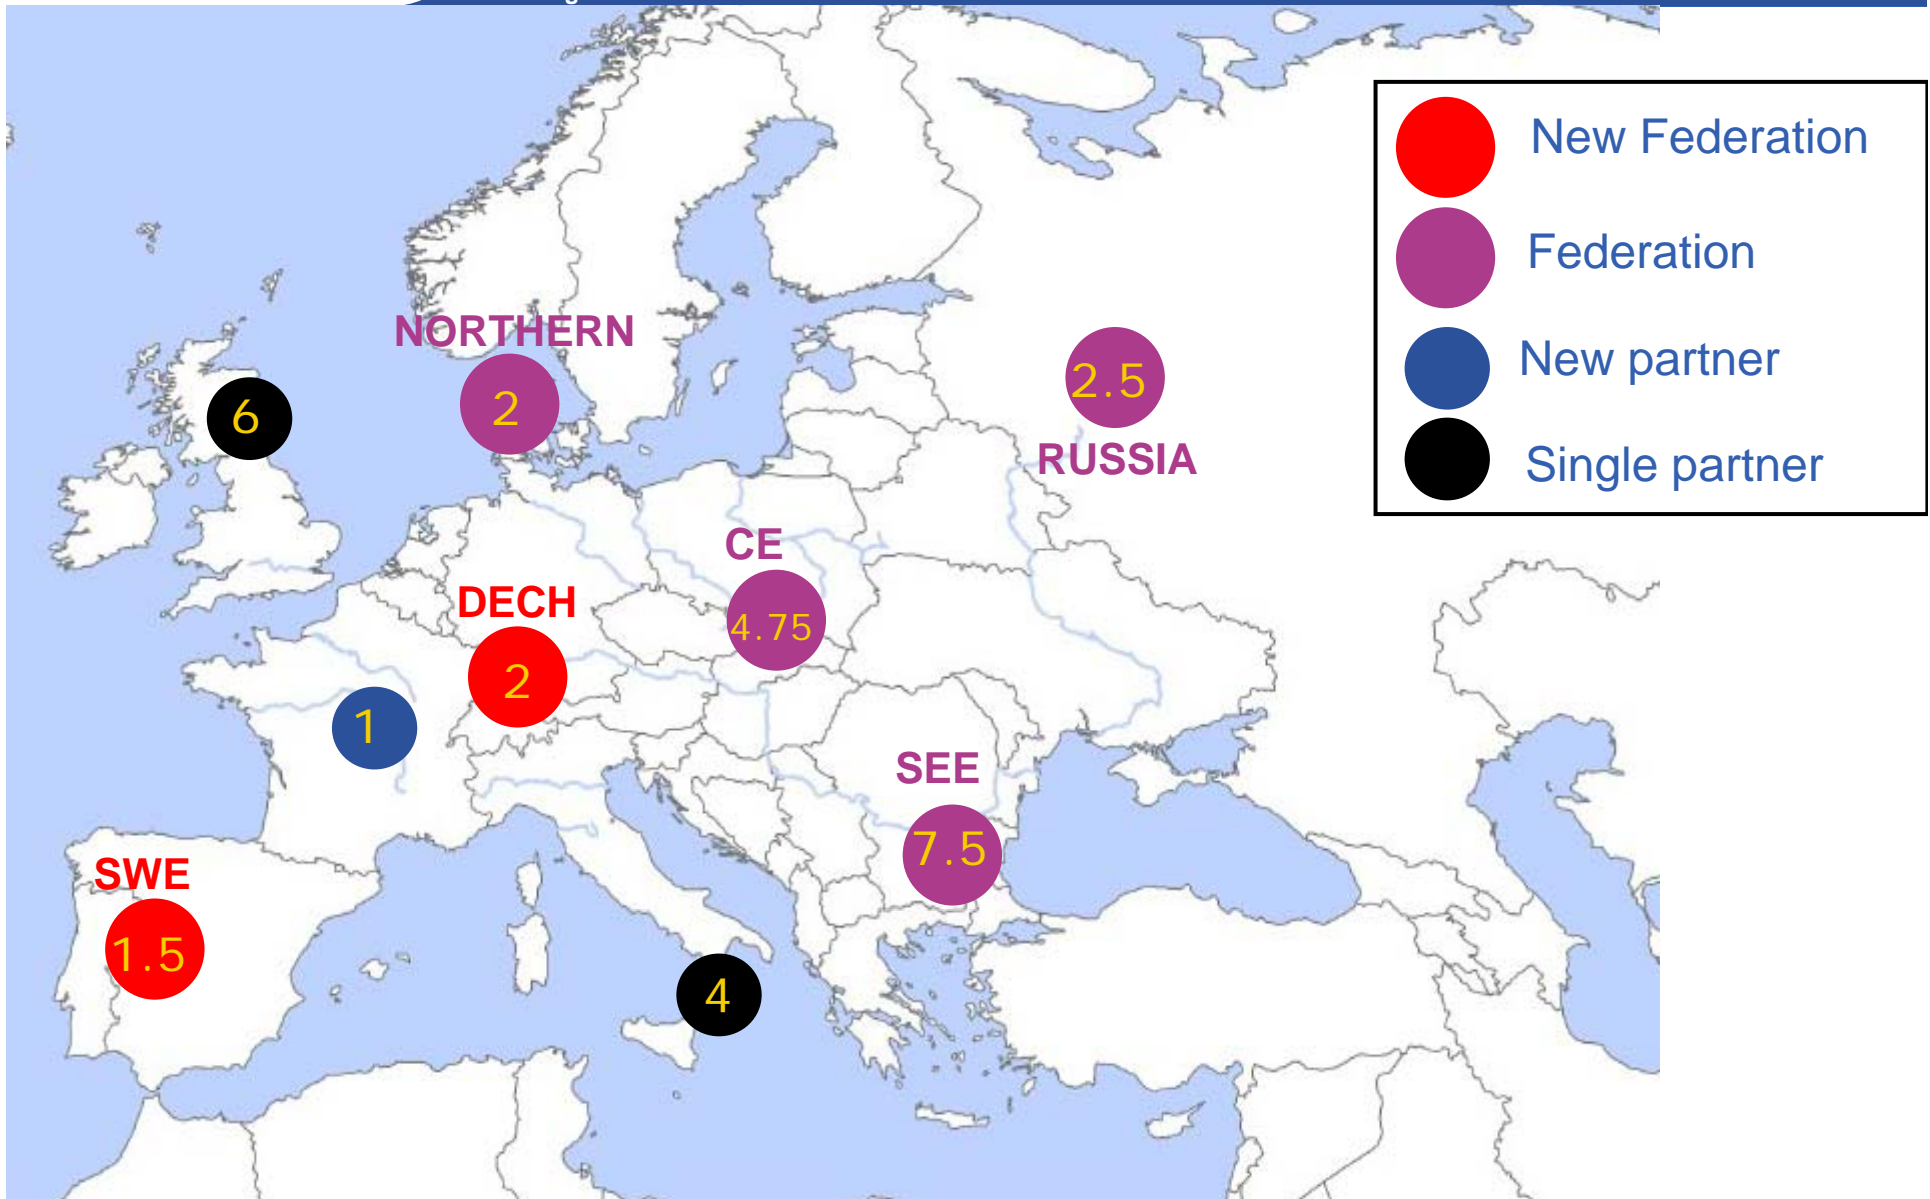 New Federation
Federation
New partner
Single partner
NORTHERN
2
6
2.5
RUSSIA
CE
4.75
DECH
2
1
SEE
7.5
SWE
1.5
4